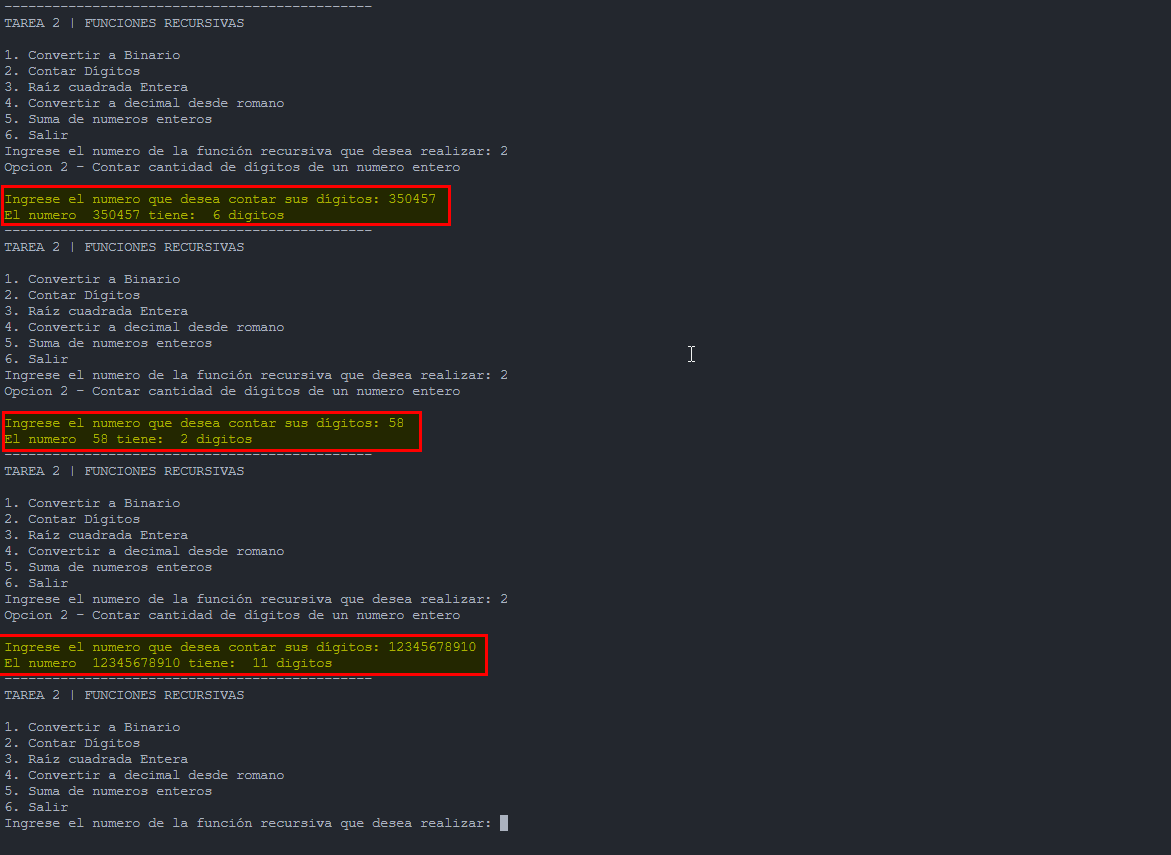 ----------------------------------------------
TAREA 2 | FUNCIONES RECURSIVAS
1. Convertir a Binario
2. Contar Dígitos
3. Raíz cuadrada Entera
4. Convertir a decimal desde romano
5. Suma de numeros enteros
6. Salir
Ingrese el numero de la función recursiva que desea realizar: 2
Opcion 2 - Contar cantidad de dígitos de un numero entero
Ingrese el numero que desea contar sus dígitos: 350457
El numero  350457 tiene:  6 digitos
----------------------------------------------
TAREA 2 | FUNCIONES RECURSIVAS
1. Convertir a Binario
2. Contar Dígitos
3. Raíz cuadrada Entera
4. Convertir a decimal desde romano
5. Suma de numeros enteros
6. Salir
Ingrese el numero de la función recursiva que desea realizar: 2
Opcion 2 - Contar cantidad de dígitos de un numero entero
Ingrese el numero que desea contar sus dígitos: 58
El numero  58 tiene:  2 digitos
----------------------------------------------
TAREA 2 | FUNCIONES RECURSIVAS
1. Convertir a Binario
2. Contar Dígitos
3. Raíz cuadrada Entera
4. Convertir a decimal desde romano
5. Suma de numeros enteros
6. Salir
Ingrese el numero de la función recursiva que desea realizar: 2
Opcion 2 - Contar cantidad de dígitos de un numero entero
Ingrese el numero que desea contar sus dígitos: 12345678910
El numero  12345678910 tiene:  11 digitos
----------------------------------------------
TAREA 2 | FUNCIONES RECURSIVAS
1. Convertir a Binario
2. Contar Dígitos
3. Raíz cuadrada Entera
4. Convertir a decimal desde romano
5. Suma de numeros enteros
6. Salir
Ingrese el numero de la función recursiva que desea realizar: